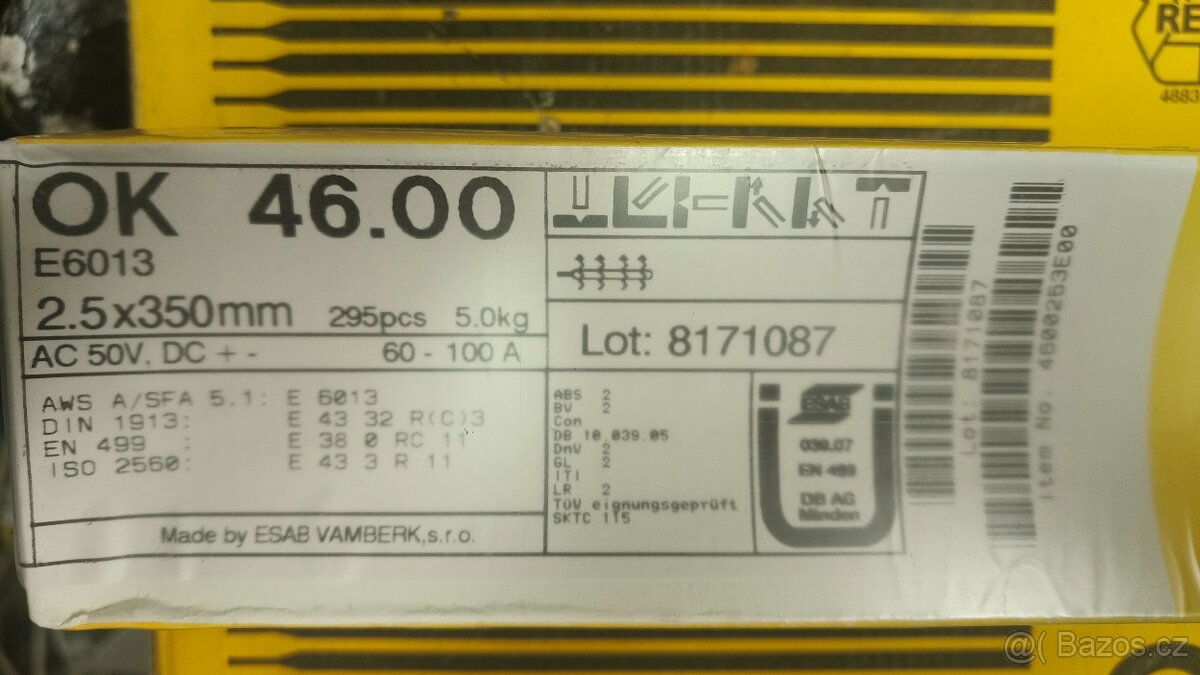 RE
4883
OK 46.00
E6013
2.5x350mm 295pcs 5.0kg
AC 50V. DC + - 60 - 100 A
AWS A/SFA 5.1: E 6013
DIN 1913: E 43 32 R(C)3
EN 499 : E 38 0 RC 11
ISO 2560: E 43 3 R 11
Made by ESAB VAMBERK,s.r.o.
Lot: 8171087
ABS 2
BV 2
Con
DB 10.039.05
DnV 2
GL 2
ITI
LR 2
TÜV eignungsgeprüft
SKTC 115
ESAB
039.07
EN 499
DB AG
Minden
Lot: 8171087
Item No. 4600253E00
@( Bazos.cz